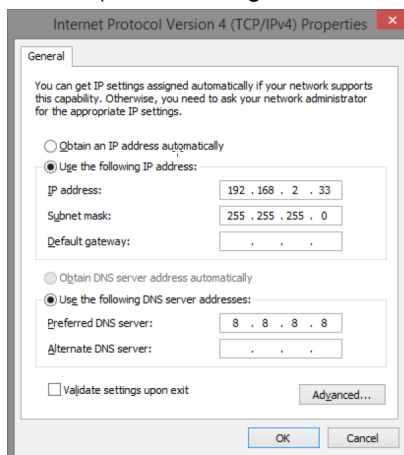 Internet Protocol Version 4 (TCP/IPv4) Properties
General
You can get IP settings assigned automatically if your network supports
this capability. Otherwise, you need to ask your network administrator
for the appropriate IP settings.
Obtain an IP address automatically
Use the following IP address:
IP address: 192 . 168 . 2 . 33
Subnet mask: 255 . 255 . 255 . 0
Default gateway: . . .
Obtain DNS server address automatically
Use the following DNS server addresses:
Preferred DNS server: 8 . 8 . 8 . 8
Alternate DNS server: . . .
Validate settings upon exit
Advanced...
OK Cancel